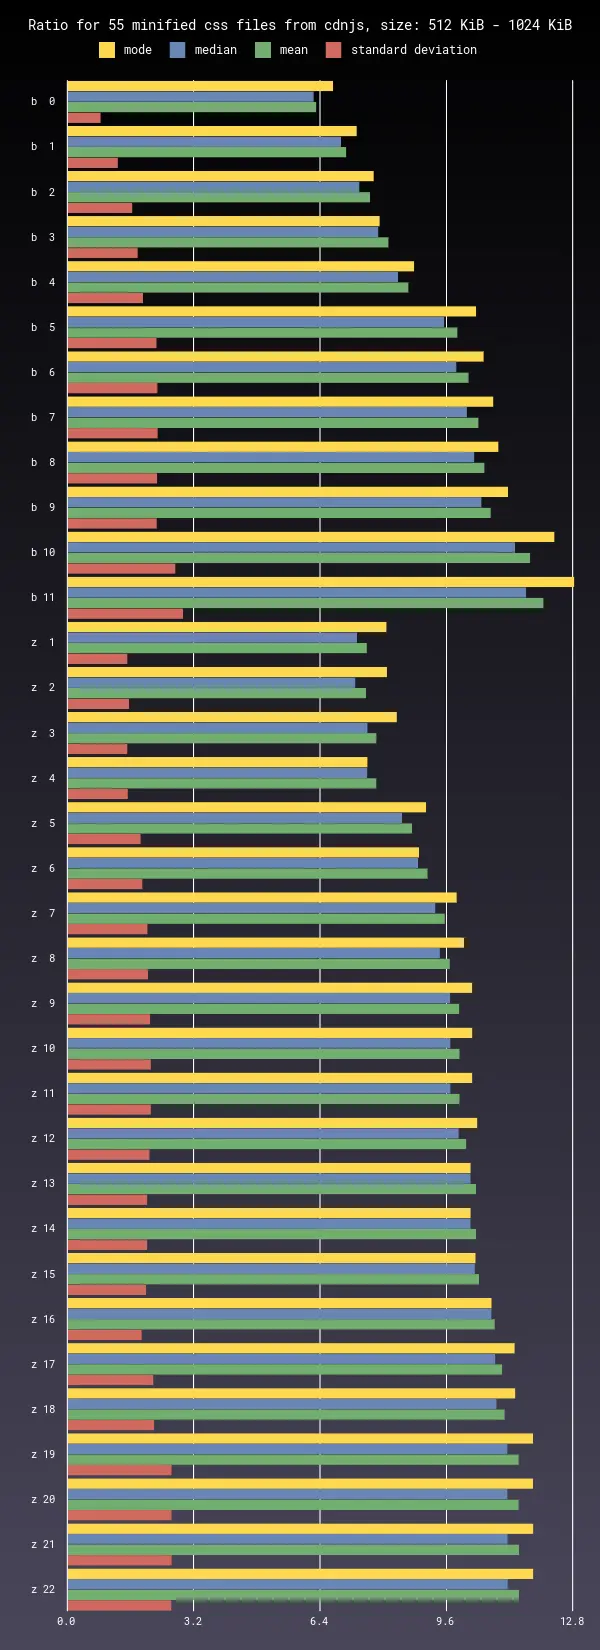 Ratio for 55 minified css files from cdnjs, size: 512 KiB - 1024 KiB
mode median mean standard deviation
b 0
b 1
b 2
b 3
b 4
b 5
b 6
b 7
b 8
b 9
b 10
b 11
z 1
z 2
z 3
z 4
z 5
z 6
z 7
z 8
z 9
z 10
z 11
z 12
z 13
z 14
z 15
z 16
z 17
z 18
z 19
z 20
z 21
z 22
0.0 3.2 6.4 9.6 12.8